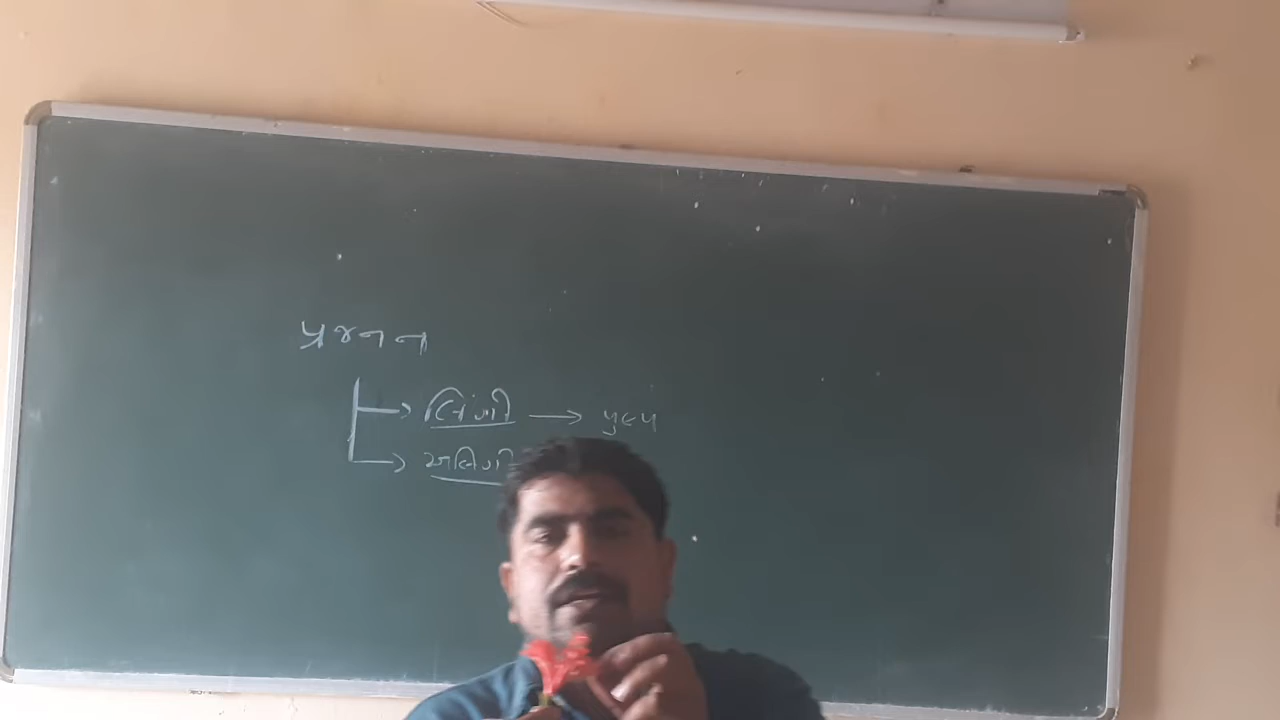 પ્રજનન
→ લિંગી → પુષ્પ
→ અલિંગી